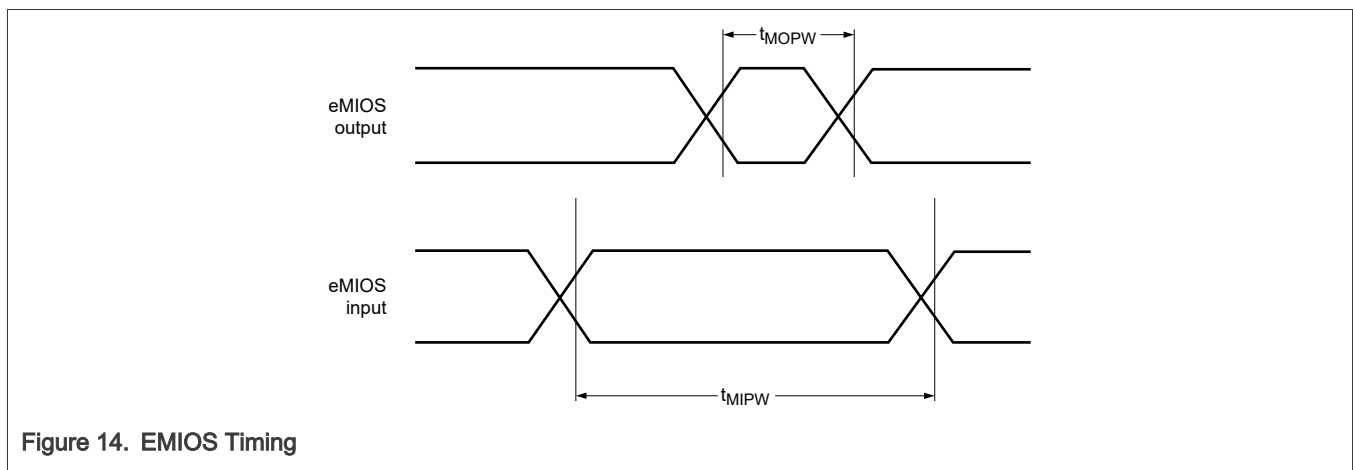 tMOPW
eMIOS
output
eMIOS
input
tMIPW
Figure 14. EMIOS Timing